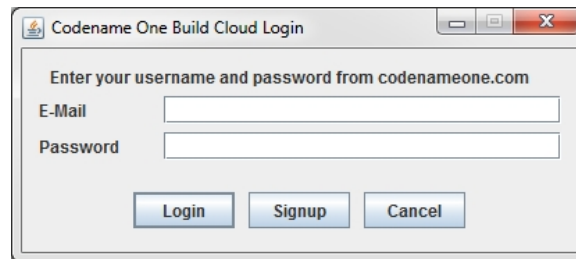 Codename One Build Cloud Login
Enter your username and password from codenameone.com
E-Mail
Password
Login Signup Cancel